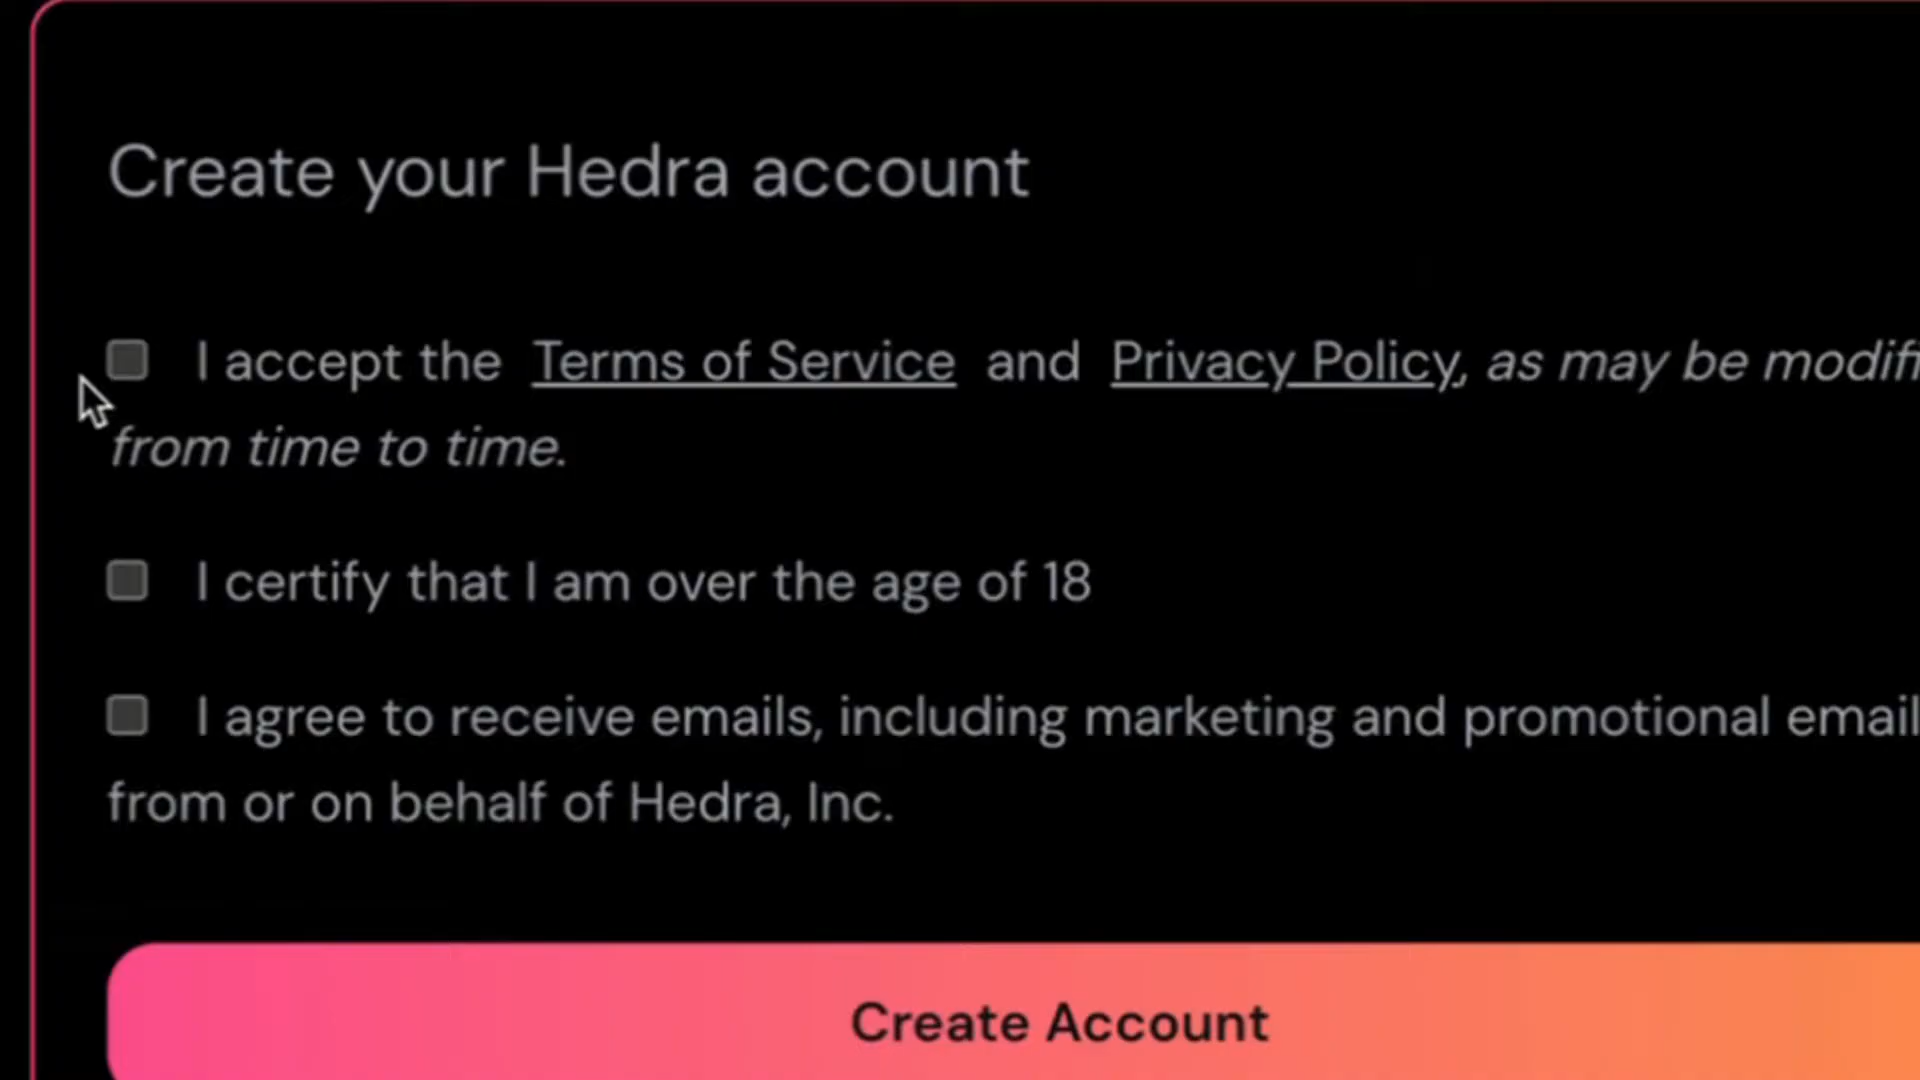 Create your Hedra account
I accept the Terms of Service and Privacy Policy, as may be
from time to time.
I certify that I am over the age of 18
I agree to receive emails, including marketing and promotional
from or on behalf of Hedra, Inc.
Create Account